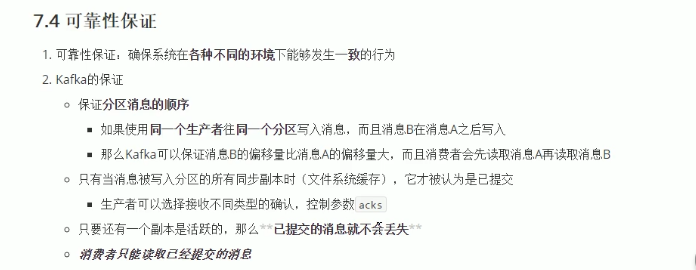 7.4 可靠性保证
1. 可靠性保证：确保系统在各种不同的环境下能够发生一致的行为
2. Kafka的保证
保证分区消息的顺序
如果使用同一个生产者往同一个分区写入消息，而且消息B在消息A之后写入
那么Kafka可以保证消息B的偏移量比消息A的偏移量大，而且消费者会先读取消息A再读取消息B
只有当消息被写入分区的所有同步副本时（文件系统缓存），它才被认为是已提交
生产者可以选择接收不同类型的确认，控制参数 acks
只要还有一个副本是活跃的，那么**已提交的消息就不会丢失**
消费者只能读取已经提交的消息